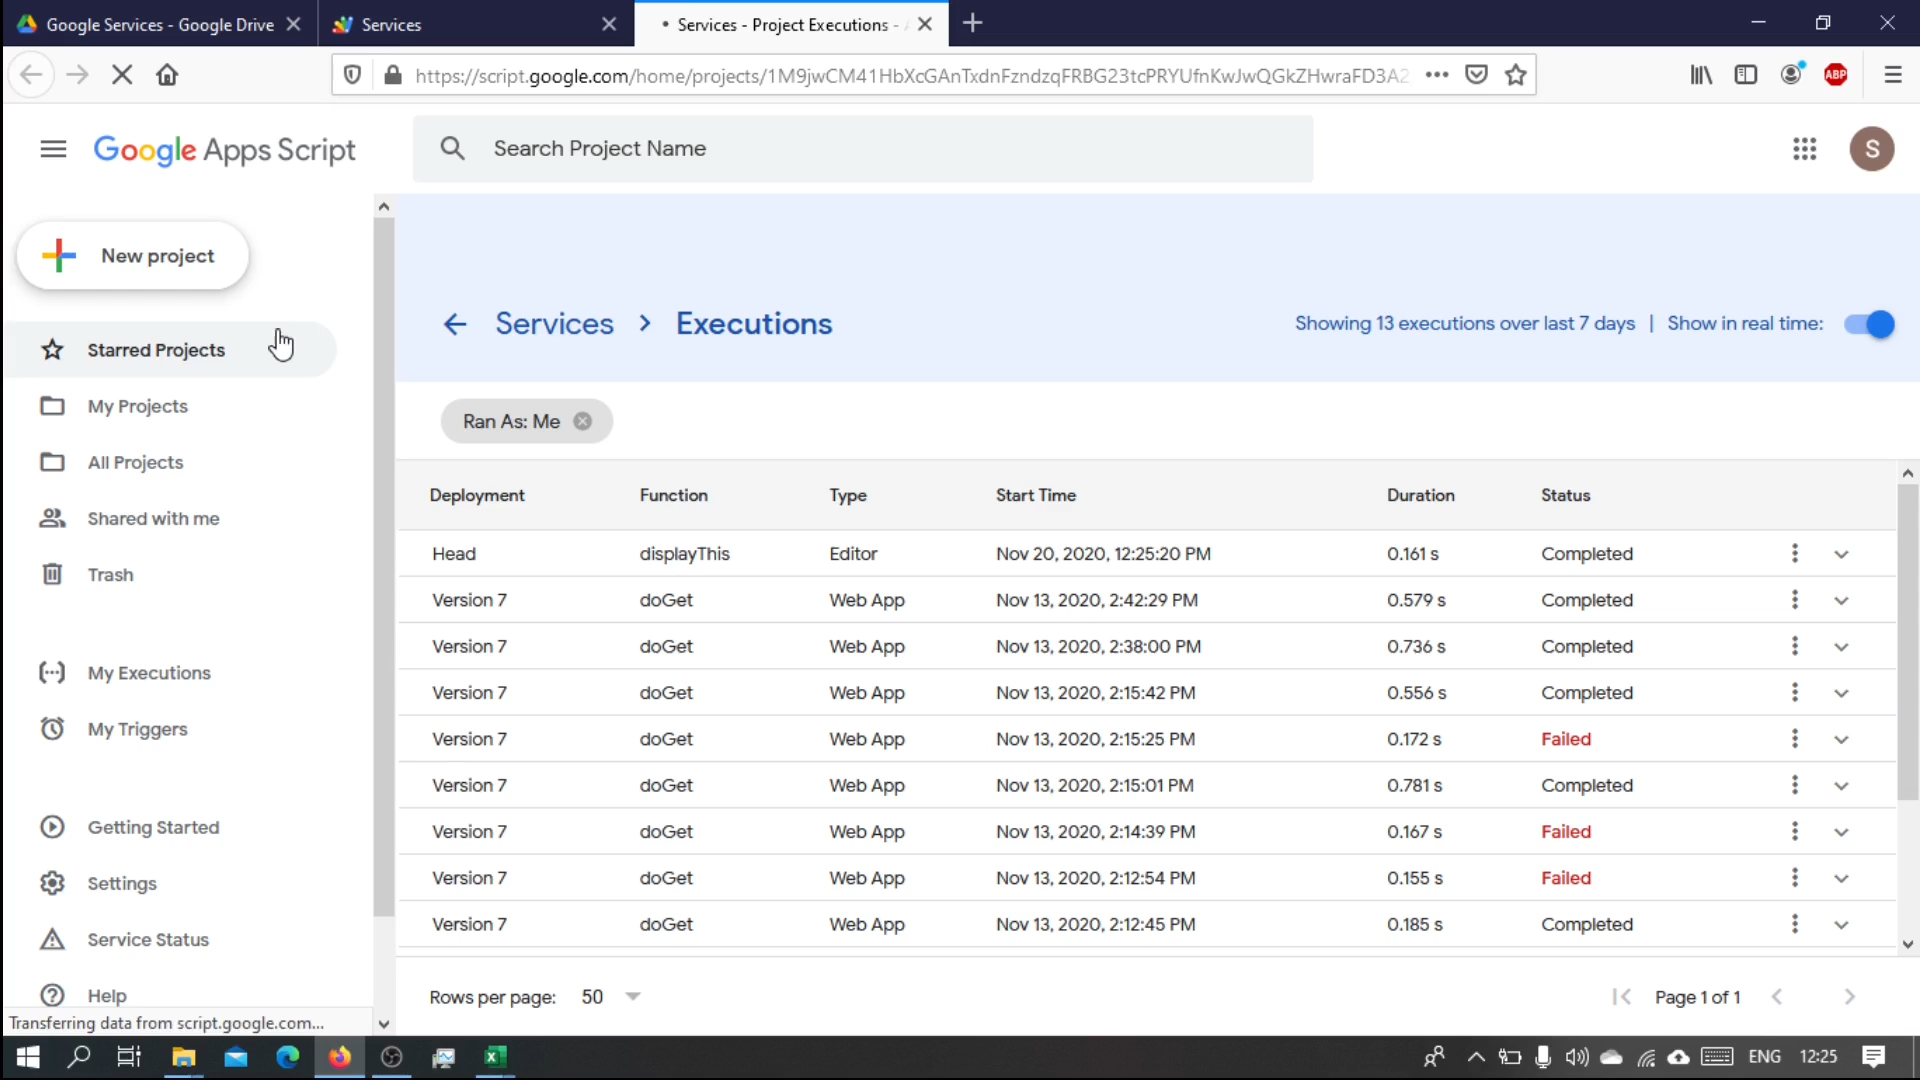 Google Services - Google Drive
Services
Services - Project Executions -
https://script.google.com/home/projects/1M9jwCM41HbXcGAnTxdnFzndzqFRBG23tcPRYUfnKwJwQGkZHwraFD3A2
ABP
Google Apps Script
Search Project Name
S
New project
Starred Projects
My Projects
All Projects
Shared with me
Trash
My Executions
My Triggers
Getting Started
Settings
Service Status
Help
Transferring data from script.google.com...
Services > Executions
Showing 13 executions over last 7 days | Show in real time:
Ran As: Me
Deployment Function Type Start Time Duration Status
Head displayThis Editor Nov 20, 2020, 12:25:20 PM 0.161 s Completed
Version 7 doGet Web App Nov 13, 2020, 2:42:29 PM 0.579 s Completed
Version 7 doGet Web App Nov 13, 2020, 2:38:00 PM 0.736 s Completed
Version 7 doGet Web App Nov 13, 2020, 2:15:42 PM 0.556 s Completed
Version 7 doGet Web App Nov 13, 2020, 2:15:25 PM 0.172 s Failed
Version 7 doGet Web App Nov 13, 2020, 2:15:01 PM 0.781 s Completed
Version 7 doGet Web App Nov 13, 2020, 2:14:39 PM 0.167 s Failed
Version 7 doGet Web App Nov 13, 2020, 2:12:54 PM 0.155 s Failed
Version 7 doGet Web App Nov 13, 2020, 2:12:45 PM 0.185 s Completed
Rows per page: 50
Page 1 of 1
ENG 12:25